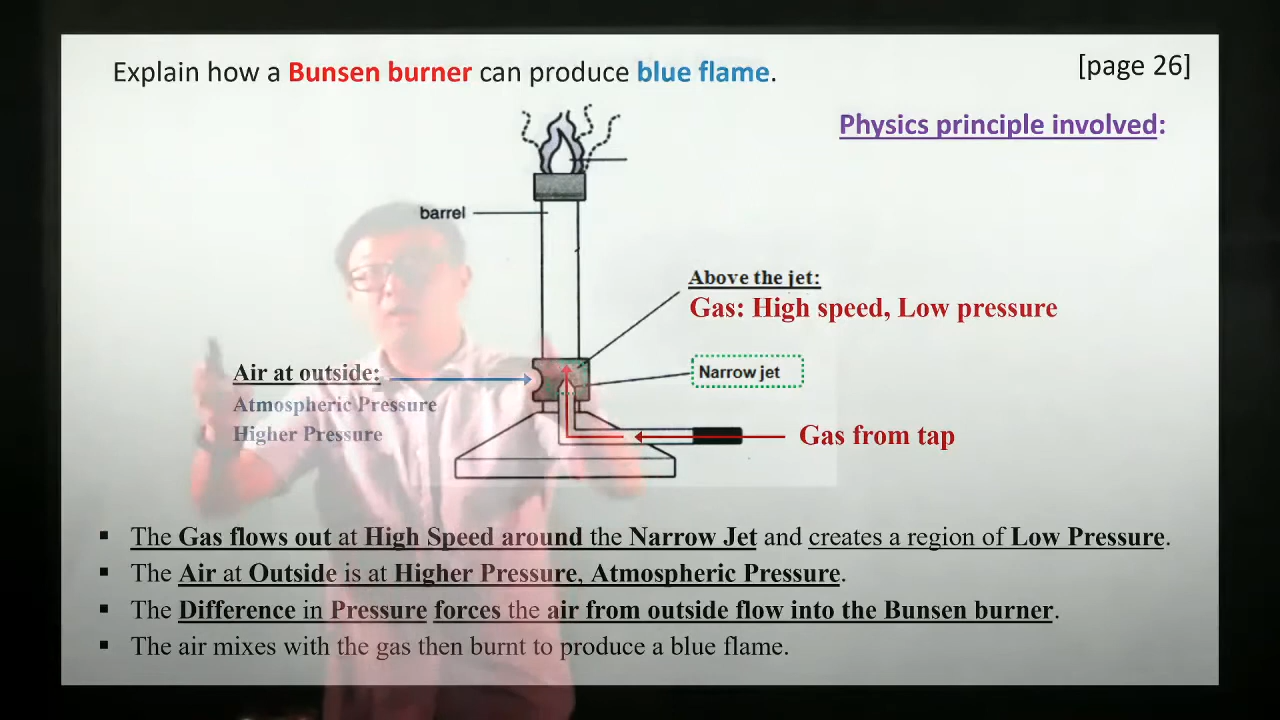 Explain how a Bunsen burner can produce blue flame.
[page 26]
Physics principle involved:
barrel
Above the jet:
Gas: High speed, Low pressure
Narrow jet
Air at outside:
Atmospheric Pressure
Higher Pressure
Gas from tap
▪ The Gas flows out at High Speed around the Narrow Jet and creates a region of Low Pressure.
▪ The Air at Outside is at Higher Pressure, Atmospheric Pressure.
▪ The Difference in Pressure forces the air from outside flow into the Bunsen burner.
▪ The air mixes with the gas then burnt to produce a blue flame.